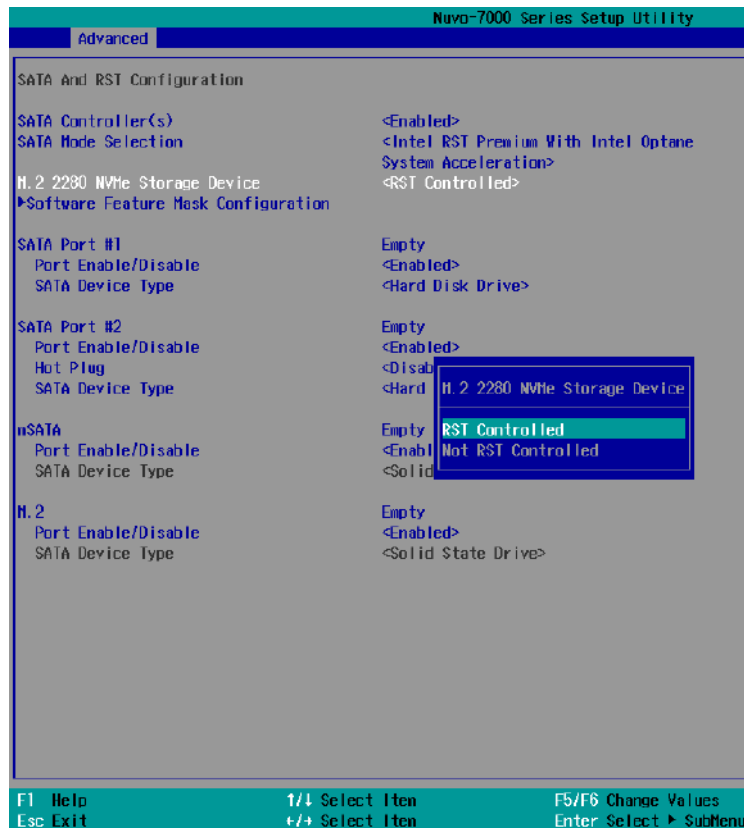 Nuvo-7000 Series Setup Utility
Advanced
SATA And RST Configuration
SATA Controller(s) <Enabled>
SATA Mode Selection <Intel RST Premium With Intel Optane
System Acceleration>
M.2 2280 NVMe Storage Device <RST Controlled>
▶Software Feature Mask Configuration
SATA Port #1 Empty
Port Enable/Disable <Enabled>
SATA Device Type <Hard Disk Drive>
SATA Port #2 Empty
Port Enable/Disable <Enabled>
Hot Plug <Disab
SATA Device Type <Hard
M.2 2280 NVMe Storage Device
RST Controlled
Not RST Controlled
mSATA Empty
Port Enable/Disable <Enabl
SATA Device Type <Solid
M.2 Empty
Port Enable/Disable <Enabled>
SATA Device Type <Solid State Drive>
F1 Help ↑/↓ Select Item F5/F6 Change Values
Esc Exit ←/→ Select Item Enter Select ▶ SubMenu